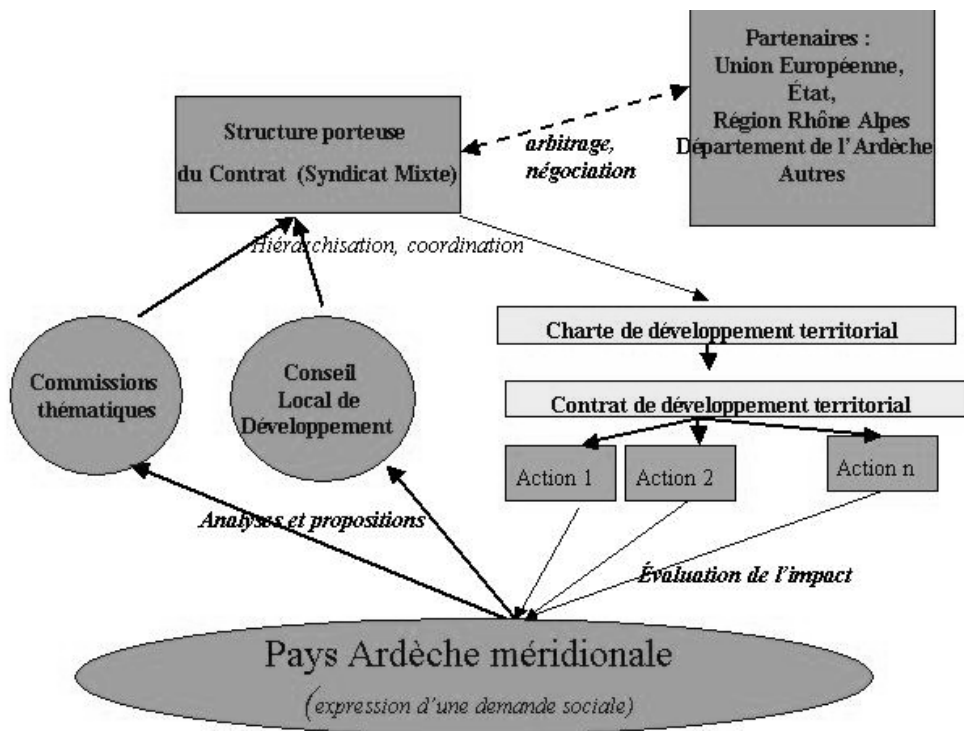 Partenaires :
Union Européenne,
État,
Région Rhône Alpes
Département de l’Ardèche
Autres
Structure porteuse
du Contrat (Syndicat Mixte)
arbitrage,
négociation
Hiérarchisation, coordination
Charte de développement territorial
Commissions
thématiques
Conseil
Local de
Développement
Contrat de développement territorial
Action 1
Action 2
Action n
Analyses et propositions
Évaluation de l’impact
Pays Ardèche méridionale
(expression d’une demande sociale)